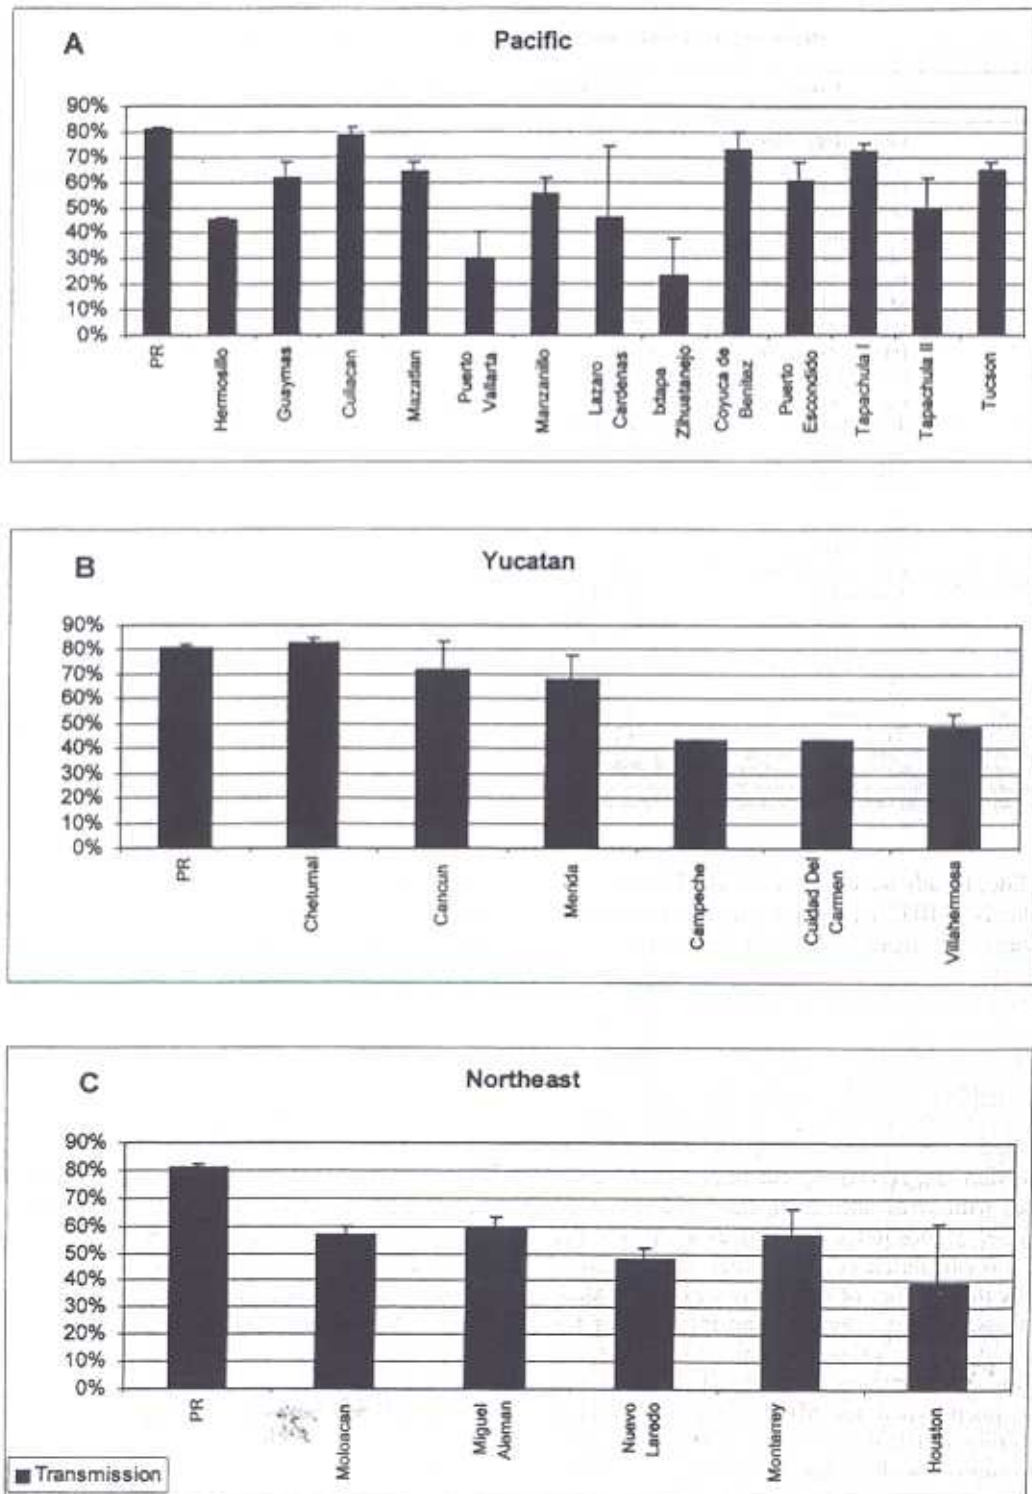 A
Pacific
90%
80%
70%
60%
50%
40%
30%
20%
10%
0%
PR
Hermosillo
Guaymas
Culiacan
Mazatlan
Puerto
Vallarta
Manzanillo
Lazaro
Cardenas
Ixtapa
Zihuatanejo
Coyuca de
Benitaz
Puerto
Escondido
Tapachula I
Tapachula II
Tucson
B
Yucatan
90%
80%
70%
60%
50%
40%
30%
20%
10%
0%
PR
Chetumal
Cancun
Merida
Campeche
Cuidad Del
Carmen
Villahermosa
C
Northeast
90%
80%
70%
60%
50%
40%
30%
20%
10%
0%
PR
Moloacan
Miguel
Aleman
Nuevo
Laredo
Monterrey
Houston
Transmission